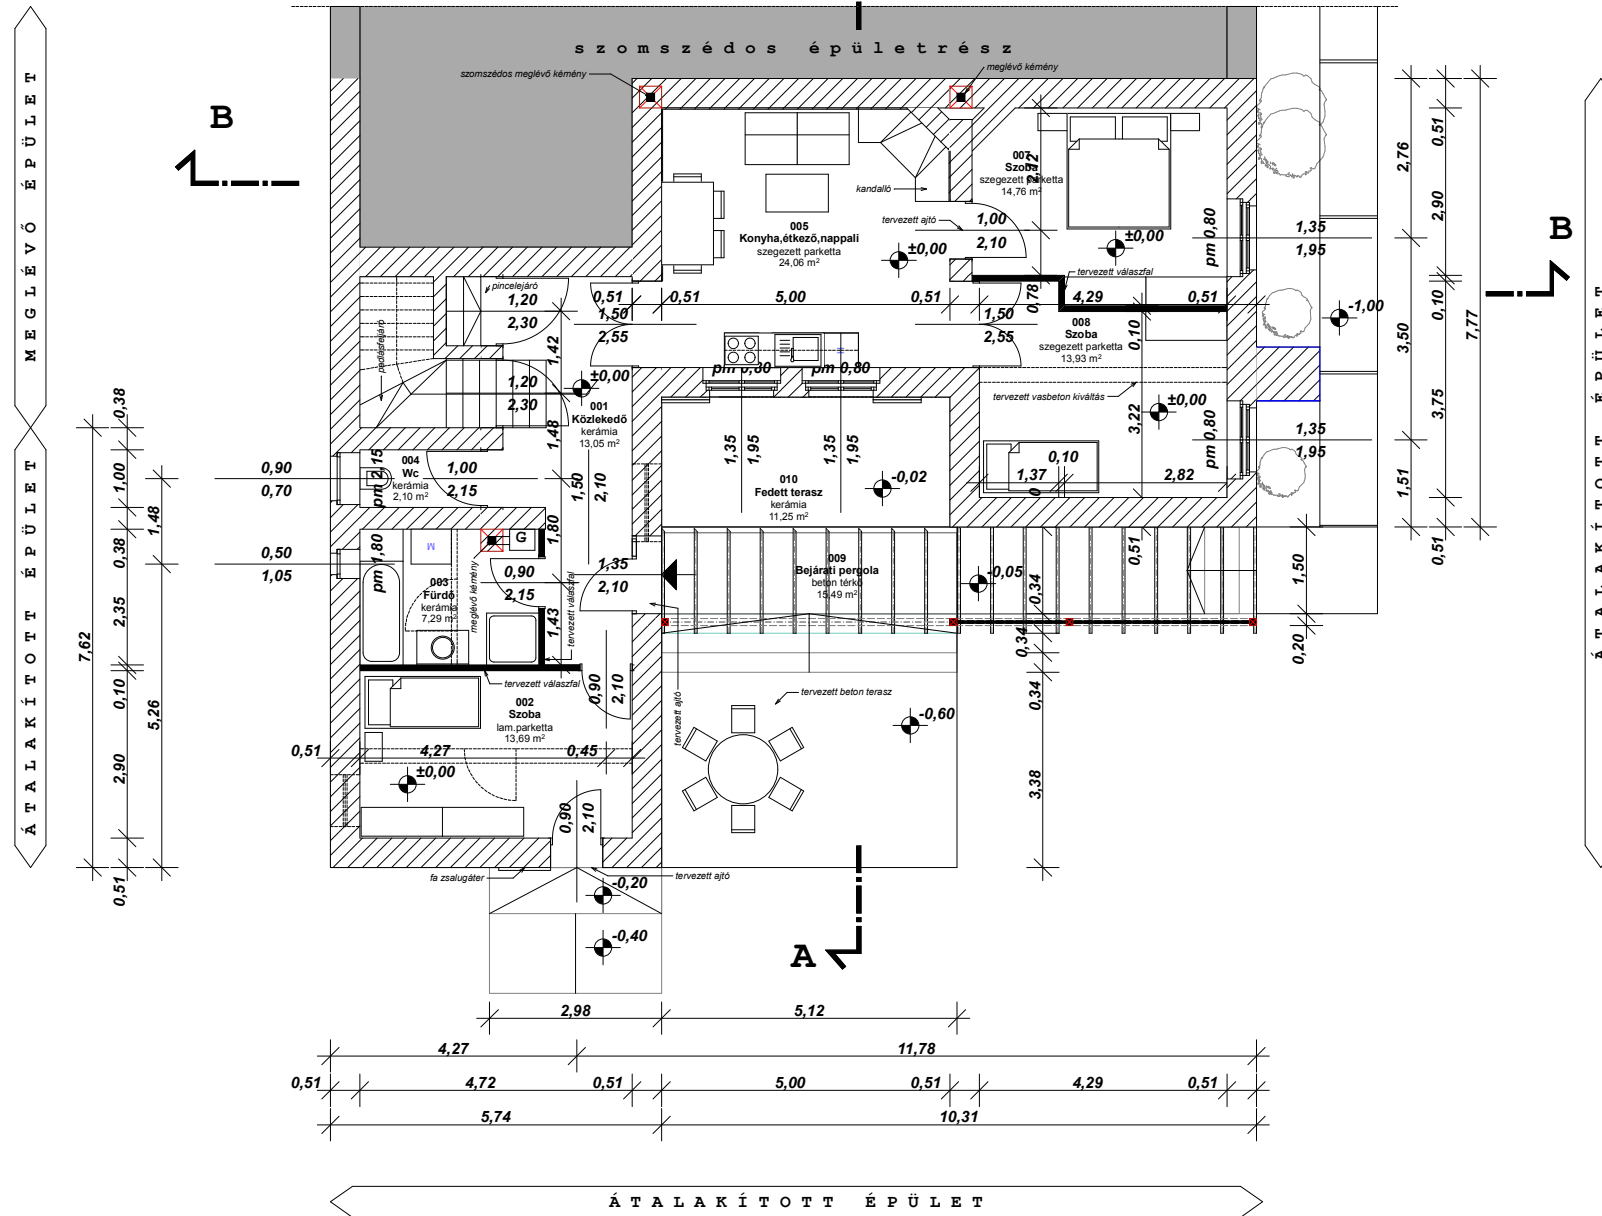 szomszédos épületrész
szomszédos meglévő kémény
meglévő kémény
MEGLÉVŐ ÉPÜLET
ÁTALAKÍTOTT ÉPÜLET
B
B
007
Szoba
szegezett parketta
14,76 m²
2,12
±0,00
pm 0,80
1,35
1,95
kandalló
tervezett ajtó
1,00
2,10
005
Konyha,étkező,nappali
szegezett parketta
24,06 m²
±0,00
tervezett válaszfal
pincelejáró
1,20
2,30
0,51
0,51
5,00
0,51
0,78
4,29
0,51
1,50
2,55
1,50
2,55
-1,00
008
Szoba
szegezett parketta
13,93 m²
0,10
padlásfeljáró
1,42
1,20
2,30
±0,00
pm 0,80
pm 0,80
tervezett vasbeton kiváltás
±0,00
3,22
pm 0,80
1,35
1,95
001
Közlekedő
kerámia
13,05 m²
1,48
1,35
1,95
1,35
1,95
004
Wc
kerámia
2,10 m²
pm 2,15
1,00
2,15
0,90
0,70
1,50
2,10
010
Fedett terasz
kerámia
11,25 m²
-0,02
0,10
1,37
0
2,82
G
M
pm 1,80
0,50
1,05
1,80
0,90
2,15
003
Fürdő
kerámia
7,29 m²
meglévő kémény
tervezett válaszfal
1,43
1,35
2,10
009
Bejárati pergola
beton térkő
15,49 m²
-0,05
0,34
0,51
0,34
1,50
0,20
tervezett válaszfal
0,90
2,10
tervezett ajtó
tervezett beton terasz
-0,60
0,34
3,38
002
Szoba
lam.parketta
13,69 m²
0,51
4,27
0,45
±0,00
0,90
2,10
fa zsalugáter
tervezett ajtó
-0,20
-0,40
A
0,38
1,00
0,38
2,35
0,10
2,90
0,51
7,62
1,48
5,26
2,76
3,50
1,51
0,51
2,90
0,10
3,75
0,51
7,77
2,98
5,12
4,27
11,78
0,51
4,72
0,51
5,00
0,51
4,29
0,51
5,74
10,31
ÁTALAKÍTOTT ÉPÜLET
ÁTALAKÍTOTT ÉPÜLET